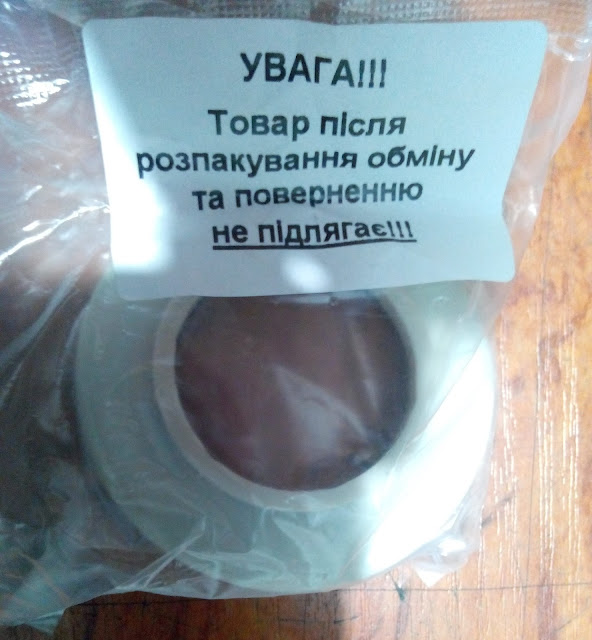 УВАГА!!!
Товар після
розпакування обміну
та поверненню
не підлягає!!!